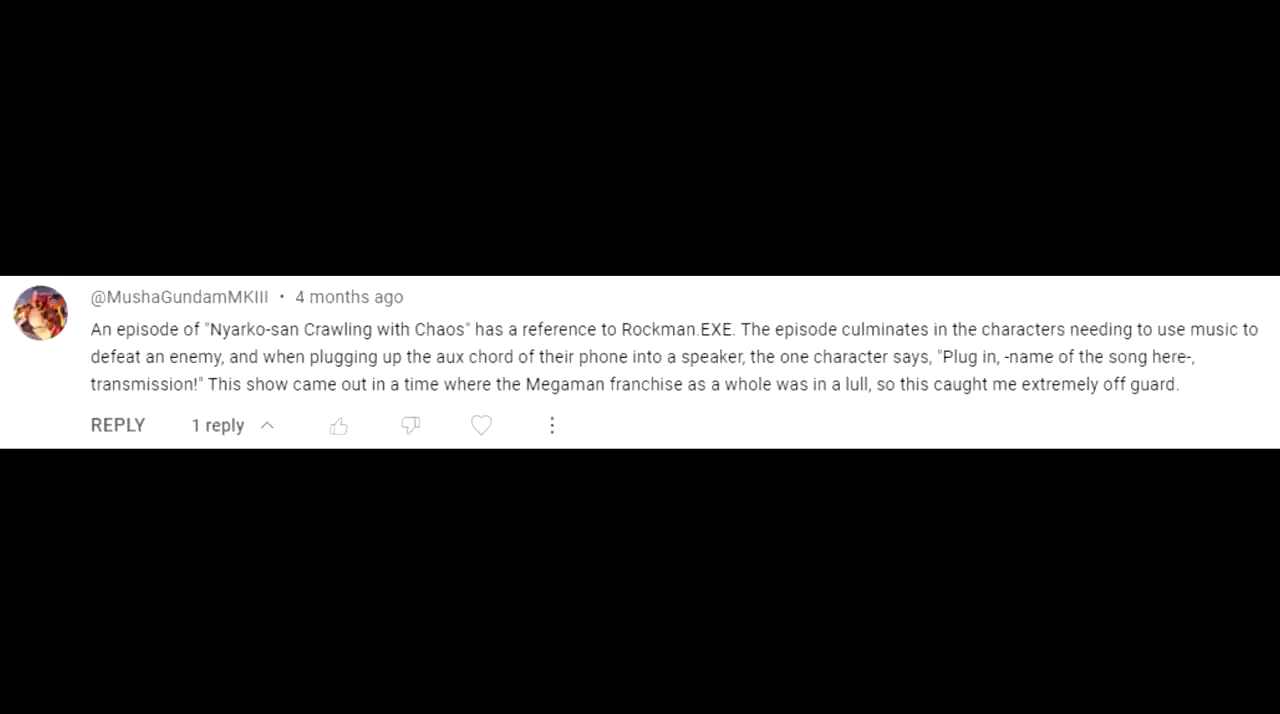 @MushaGundamMKIII • 4 months ago
An episode of "Nyarko-san Crawling with Chaos" has a reference to Rockman.EXE. The episode culminates in the characters needing to use music to
defeat an enemy, and when plugging up the aux chord of their phone into a speaker, the one character says, "Plug in, -name of the song here-,
transmission!" This show came out in a time where the Megaman franchise as a whole was in a lull, so this caught me extremely off guard.
REPLY 1 reply